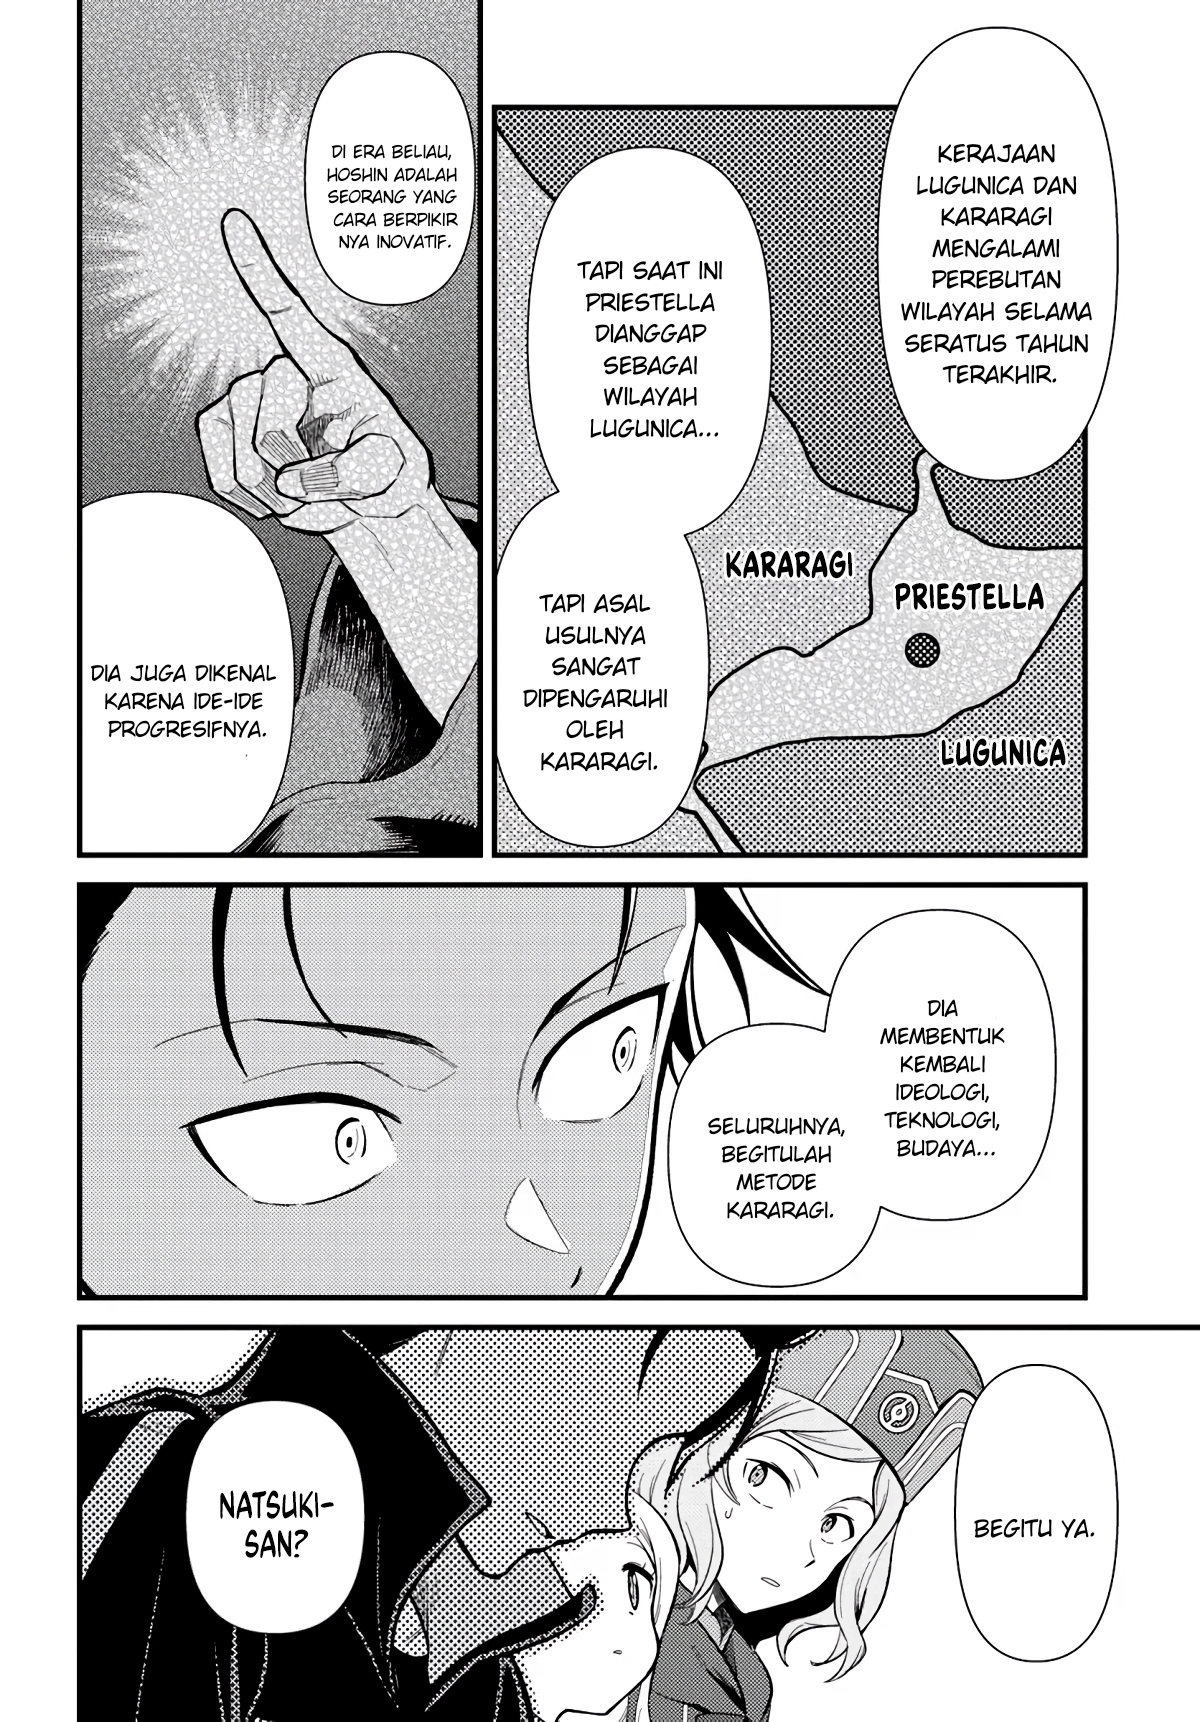 KERAJAAN
LUGUNICA DAN
KARARAGI
MENGALAMI
PEREBUTAN
WILAYAH SELAMA
SERATUS TAHUN
TERAKHIR.
TAPI SAAT INI
PRIESTELLA
DIANGGAP
SEBAGAI
WILAYAH
LUGUNICA...
TAPI ASAL
USULNYA
SANGAT
DIPENGARUHI
OLEH
KARARAGI.
KARARAGI
PRIESTELLA
LUGUNICA
DI ERA BELIAU,
HOSHIN ADALAH
SEORANG YANG
CARA BERPIKIR
NYA INOVATIF.
DIA JUGA DIKENAL
KARENA IDE-IDE
PROGRESIFNYA.
DIA
MEMBENTUK
KEMBALI
IDEOLOGI,
TEKNOLOGI,
BUDAYA...
SELURUHNYA,
BEGITULAH
METODE
KARARAGI.
BEGITU YA.
NATSUKI-
SAN?